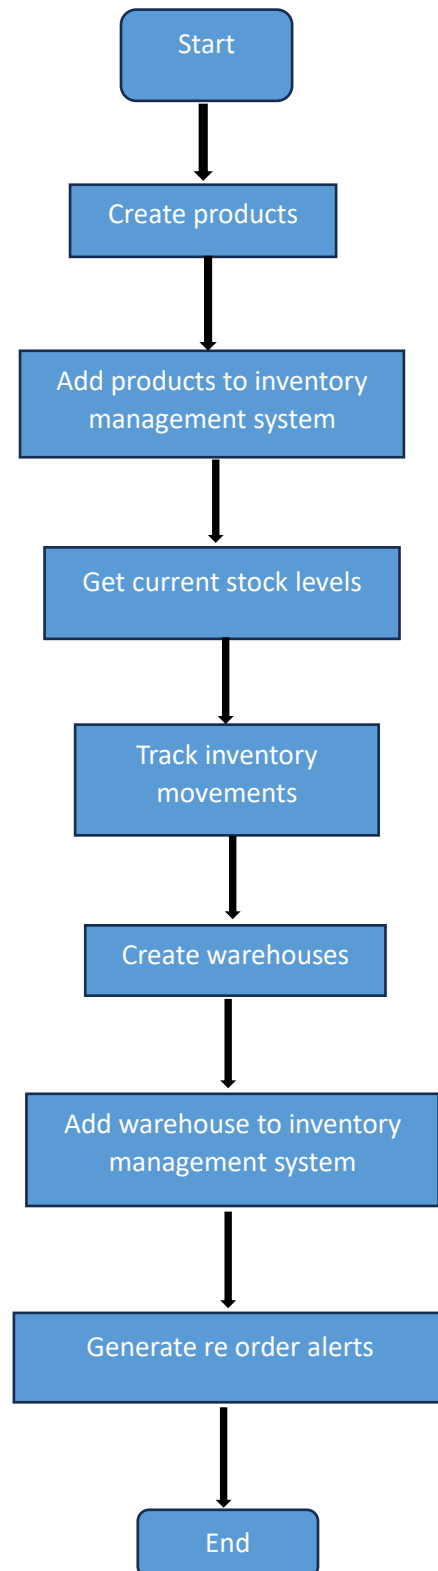 Start
Create products
Add products to inventory
management system
Get current stock levels
Track inventory
movements
Create warehouses
Add warehouse to inventory
management system
Generate re order alerts
End